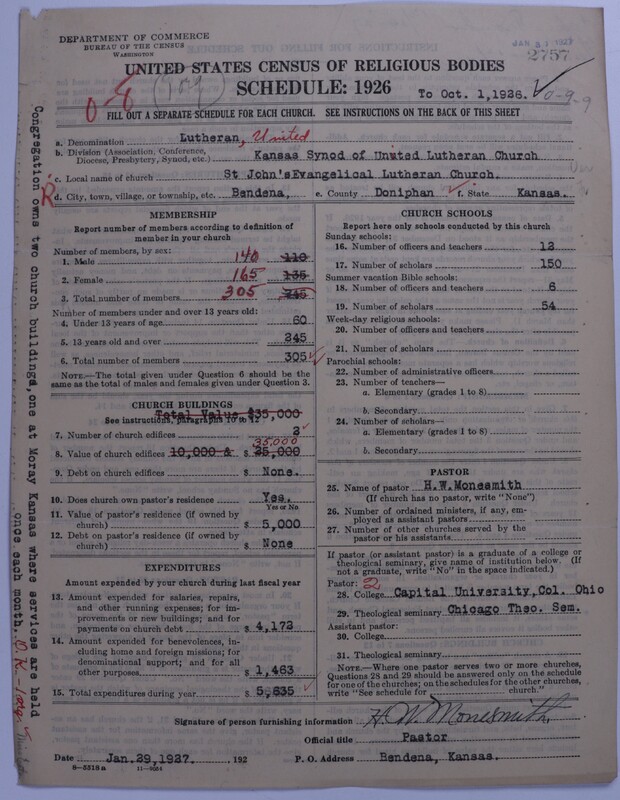 DEPARTMENT OF COMMERCE
BUREAU OF THE CENSUS
WASHINGTON
JAN 31 1927
2757
UNITED STATES CENSUS OF RELIGIOUS BODIES
SCHEDULE: 1926
To Oct. 1,1926.
0-9-9
FILL OUT A SEPARATE SCHEDULE FOR EACH CHURCH. SEE INSTRUCTIONS ON THE BACK OF THIS SHEET
a. Denomination Lutheran, United
b. Division (Association, Conference, Diocese, Presbytery, Synod, etc.) Kansas Synod of United Lutheran Church
c. Local name of church St John'sEvangelical Lutheran Church.
d. City, town, village, or township, etc. Bendena, e. County Doniphan f. State Kansas.
MEMBERSHIP
Report number of members according to definition of member in your church
Number of members, by sex:
1. Male 140 110
2. Female 165 135
3. Total number of members 305 245
Number of members under and over 13 years old:
4. Under 13 years of age 60
5. 13 years old and over 245
6. Total number of members 305
NOTE.—The total given under Question 6 should be the same as the total of males and females given under Question 3.
CHURCH BUILDINGS
Total Value $35,000
See instructions, paragraphs 10 to 12
7. Number of church edifices 2
35,000
8. Value of church edifices 10,000 & $ 25,000
9. Debt on church edifices $ None.
10. Does church own pastor's residence Yes.
Yes or No
11. Value of pastor's residence (if owned by church) $ 5,000
12. Debt on pastor's residence (if owned by church) $ None
EXPENDITURES
Amount expended by your church during last fiscal year
13. Amount expended for salaries, repairs, and other running expenses; for improvements or new buildings; and for payments on church debt $ 4,172
14. Amount expended for benevolences, including home and foreign missions; for denominational support; and for all other purposes $ 1,463
15. Total expenditures during year $ 5,635
CHURCH SCHOOLS
Report here only schools conducted by this church
Sunday schools:
16. Number of officers and teachers 13
17. Number of scholars 150
Summer vacation Bible schools:
18. Number of officers and teachers 6
19. Number of scholars 54
Week-day religious schools:
20. Number of officers and teachers
21. Number of scholars
Parochial schools:
22. Number of administrative officers
23. Number of teachers—
a. Elementary (grades 1 to 8)
b. Secondary
24. Number of scholars—
a. Elementary (grades 1 to 8)
b. Secondary
PASTOR
25. Name of pastor H.W.Monesmith
(If church has no pastor, write "None")
26. Number of ordained ministers, if any, employed as assistant pastors
27. Number of other churches served by the pastor or his assistants
If pastor (or assistant pastor) is a graduate of a college or theological seminary, give name of institution below. (If not a graduate, write "No" in the space indicated.)
Pastor: 2
28. College Capital University,Col. Ohio
29. Theological seminary Chicago Theo. Sem.
Assistant pastor:
30. College
31. Theological seminary
NOTE.—Where one pastor serves two or more churches, Questions 28 and 29 should be answered only on the schedule for one of the churches; on the schedules for the other churches, write "See schedule for church."
Signature of person furnishing information H. W. Monesmith
Official title Pastor
Date Jan.29,1927. 192
P. O. Address Bendena, Kansas.
8-5518 a 11-9054
Congregation owns two church buildings,one at Moray Kansas where services are held
once each month.